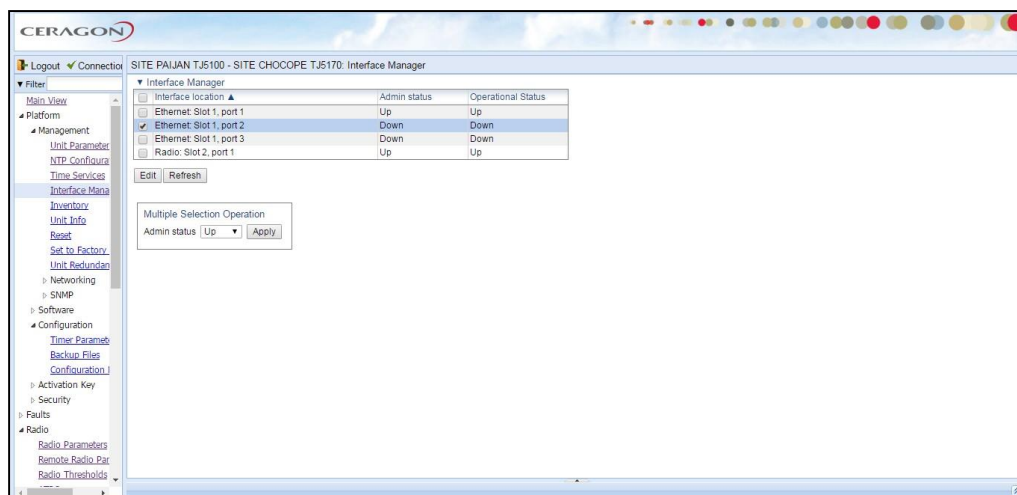 CERAGON
Logout Connection
SITE PAIJAN TJ5100 - SITE CHOCOPE TJ5170: Interface Manager
▼ Filter
Main View
Platform
Management
Unit Parameter
NTP Configura
Time Services
Interface Mana
Inventory
Unit Info
Reset
Set to Factory
Unit Redundan
Networking
SNMP
Software
Configuration
Timer Paramet
Backup Files
Configuration
Activation Key
Security
Faults
Radio
Radio Parameters
Remote Radio Par
Radio Thresholds
▼ Interface Manager
Interface location ▲ Admin status Operational Status
Ethernet: Slot 1, port 1 Up Up
Ethernet: Slot 1, port 2 Down Down
Ethernet: Slot 1, port 3 Down Down
Radio: Slot 2, port 1 Up Up
Edit Refresh
Multiple Selection Operation
Admin status Up Apply